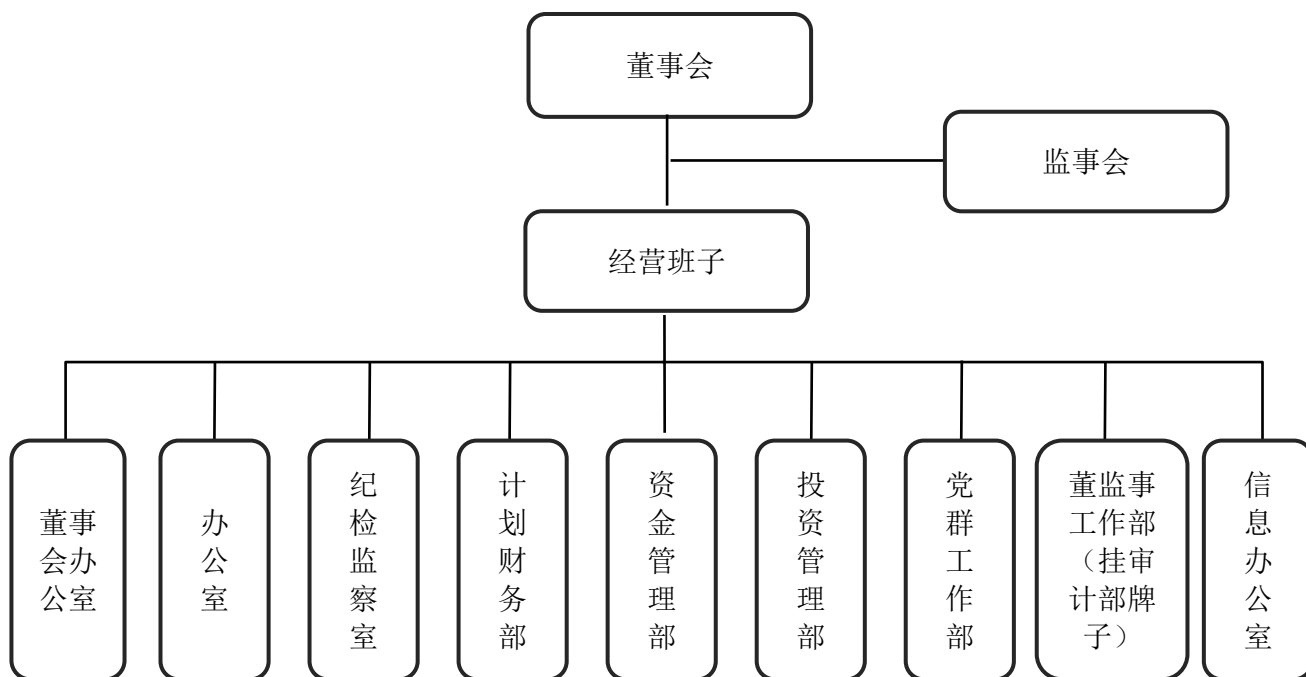 董事会
监事会
经营班子
董事
会办
公室
办
公
室
纪
检
监
察
室
计
划
财
务
部
资
金
管
理
部
投
资
管
理
部
党
群
工
作
部
董监事
工作部
（挂审
计部牌
子）
信
息
办
公
室